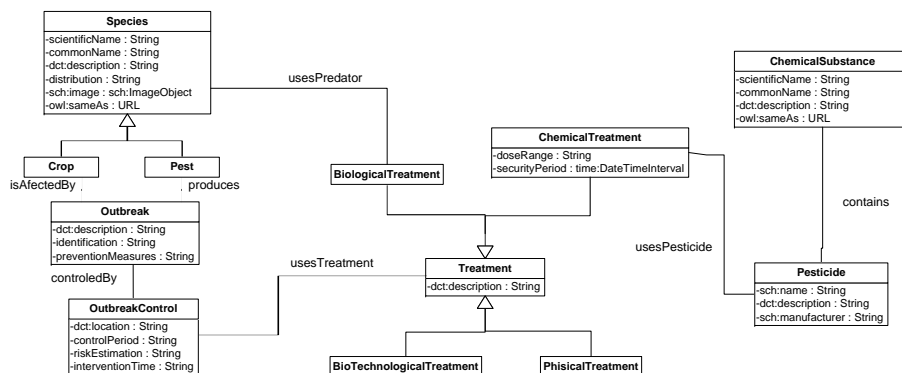 Species
-scientificName : String
-commonName : String
-dct:description : String
-distribution : String
-sch:image : sch:ImageObject
-owl:sameAs : URL
usesPredator
ChemicalSubstance
-scientificName : String
-commonName : String
-dct:description : String
-owl:sameAs : URL
ChemicalTreatment
-doseRange : String
-securityPeriod : time:DateTimeInterval
Crop
Pest
isAfectedBy
produces
BiologicalTreatment
contains
Outbreak
-dct:description : String
-identification : String
-preventionMeasures : String
usesPesticide
controledBy
usesTreatment
Treatment
-dct:description : String
Pesticide
-sch:name : String
-dct:description : String
-sch:manufacturer : String
OutbreakControl
-dct:location : String
-controlPeriod : String
-riskEstimation : String
-interventionTime : String
BioTechnologicalTreatment
PhisicalTreatment